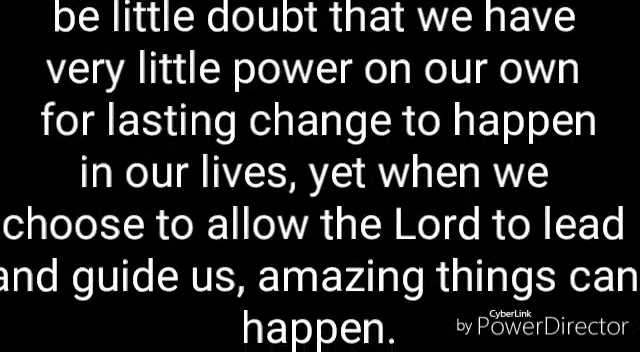 be little doubt that we have
very little power on our own
for lasting change to happen
in our lives, yet when we
choose to allow the Lord to lead
and guide us, amazing things can
happen.
CyberLink
by PowerDirector